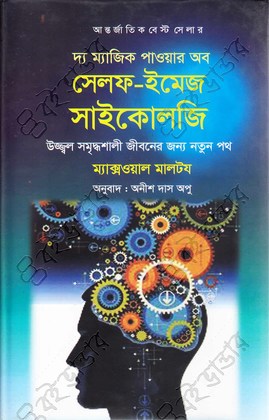 আন্তর্জাতিক বেস্ট সেলার
দ্য ম্যাজিক পাওয়ার অব
সেলফ-ইমেজ
সাইকোলজি
উজ্জ্বল সমৃদ্ধশালী জীবনের জন্য নতুন পথ
ম্যাক্সওয়াল মালটয
অনুবাদ : অনীশ দাস অপু